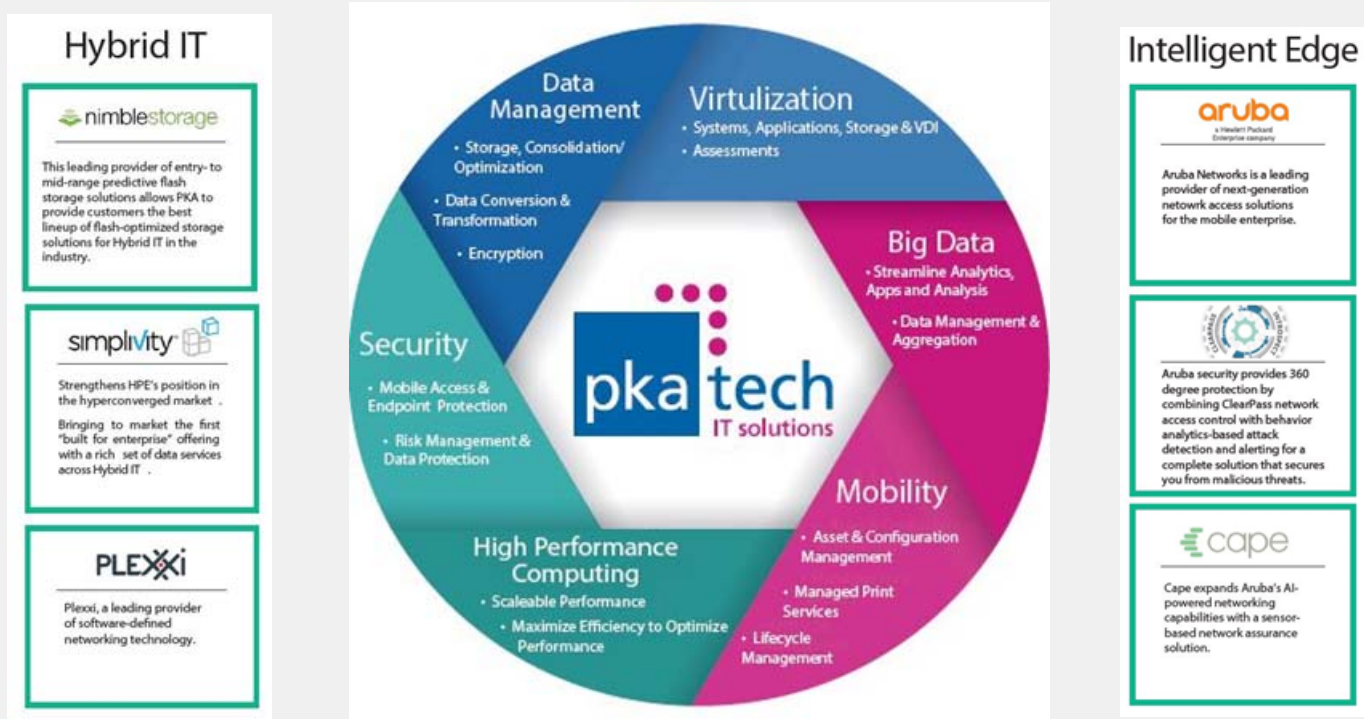 Hybrid IT
nimblestorage
This leading provider of entry- to
mid-range predictive flash
storage solutions allows PKA to
provide customers the best
lineup of flash-optimized storage
solutions for Hybrid IT in the
industry.
simplivity
Strengthens HPE's position in
the hyperconverged market .
Bringing to market the first
"built for enterprise" offering
with a rich set of data services
across Hybrid IT .
PLEXXi
Plexxi, a leading provider
of software-defined
networking technology.
Data
Management
• Storage, Consolidation/
Optimization
• Data Conversion &
Transformation
• Encryption
Virtulization
• Systems, Applications, Storage & VDI
• Assessments
Big Data
• Streamline Analytics,
Apps and Analysis
• Data Management &
Aggregation
Security
• Mobile Access &
Endpoint Protection
• Risk Management &
Data Protection
pka tech
IT solutions
Mobility
• Asset & Configuration
Management
• Managed Print
Services
• Lifecycle
Management
High Performance
Computing
• Scaleable Performance
• Maximize Efficiency to Optimize
Performance
Intelligent Edge
aruba
a Hewlett Packard
Enterprise company
Aruba Networks is a leading
provider of next-generation
netowrk access solutions
for the mobile enterprise.
CLEARPASS
INTROSPECT
Aruba security provides 360
degree protection by
combining ClearPass network
access control with behavior
analytics-based attack
detection and alerting for a
complete solution that secures
you from malicious threats.
cape
Cape expands Aruba's AI-
powered networking
capabilities with a sensor-
based network assurance
solution.